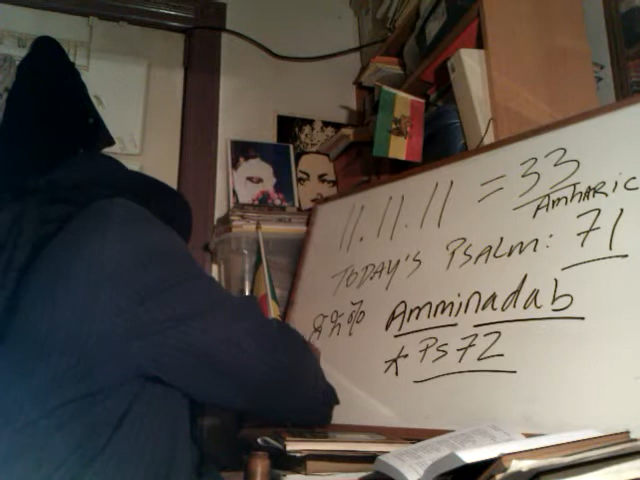 11.11.11 = 33
AMHARIC
TODAY'S PSALM: 71
Amminadab
* PS 72